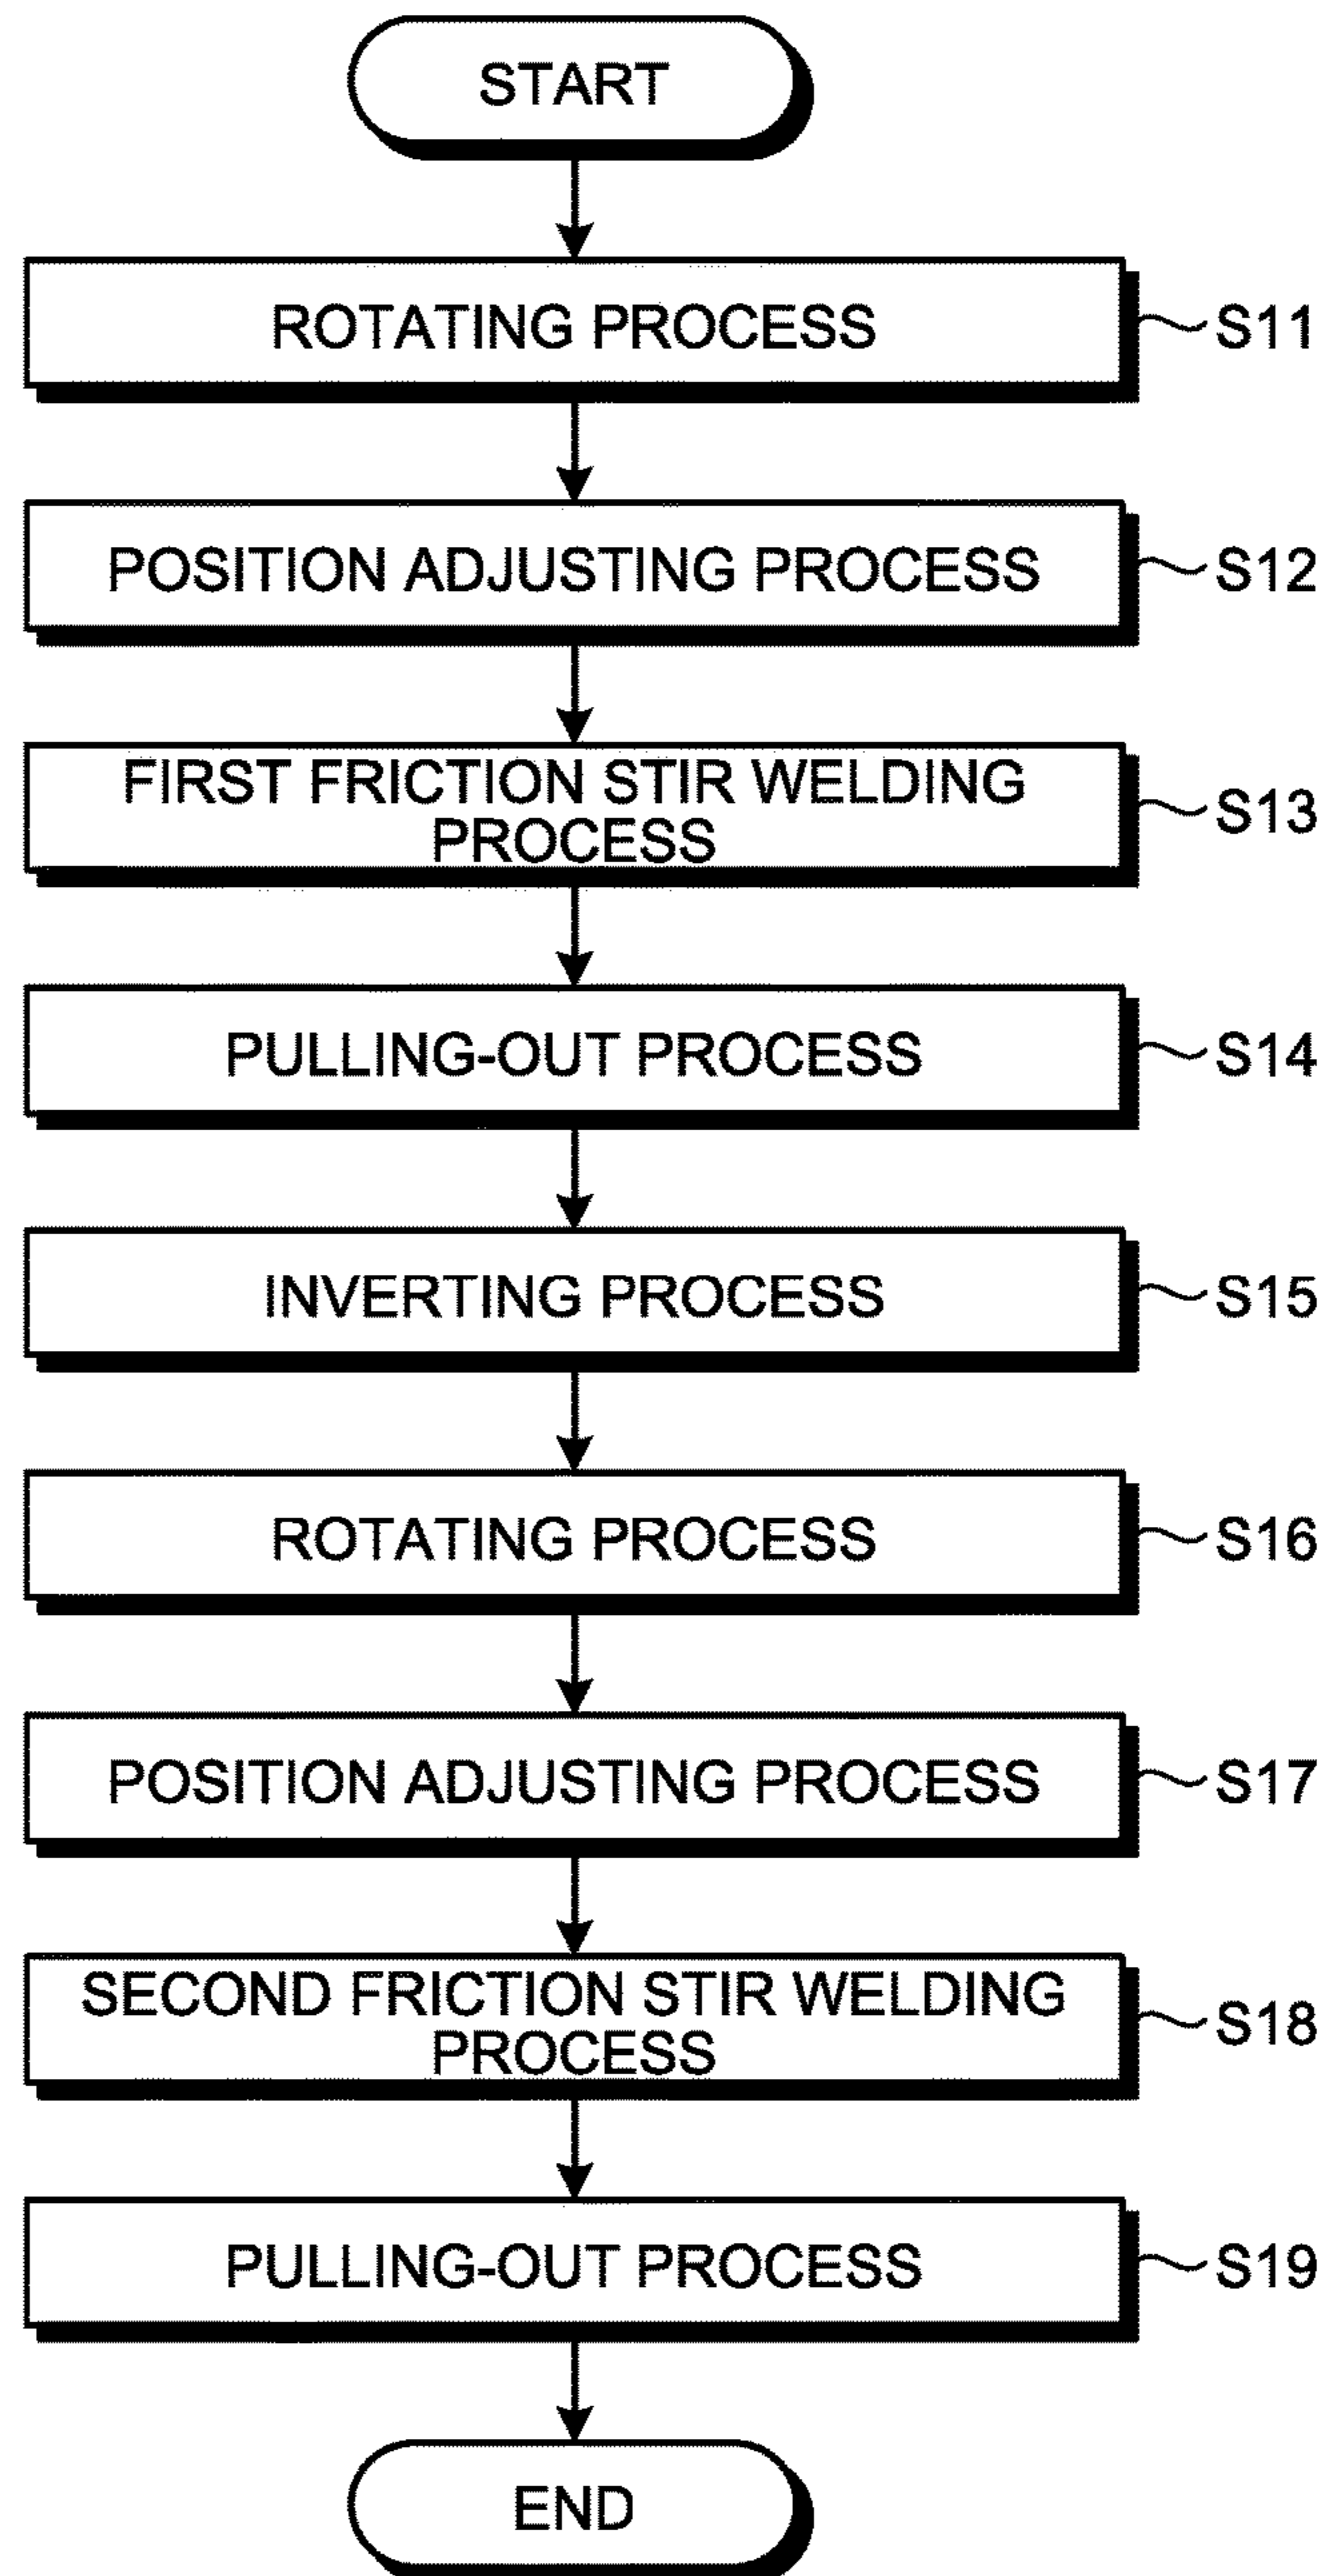 START
ROTATING PROCESS
S11
POSITION ADJUSTING PROCESS
S12
FIRST FRICTION STIR WELDING
PROCESS
S13
PULLING-OUT PROCESS
S14
INVERTING PROCESS
S15
ROTATING PROCESS
S16
POSITION ADJUSTING PROCESS
S17
SECOND FRICTION STIR WELDING
PROCESS
S18
PULLING-OUT PROCESS
S19
END